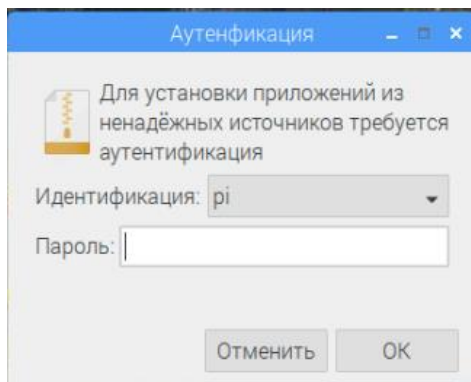 Аутенфикация
Для установки приложений из
ненадёжных источников требуется
аутентификация
Идентификация: pi
Пароль:
Отменить OK